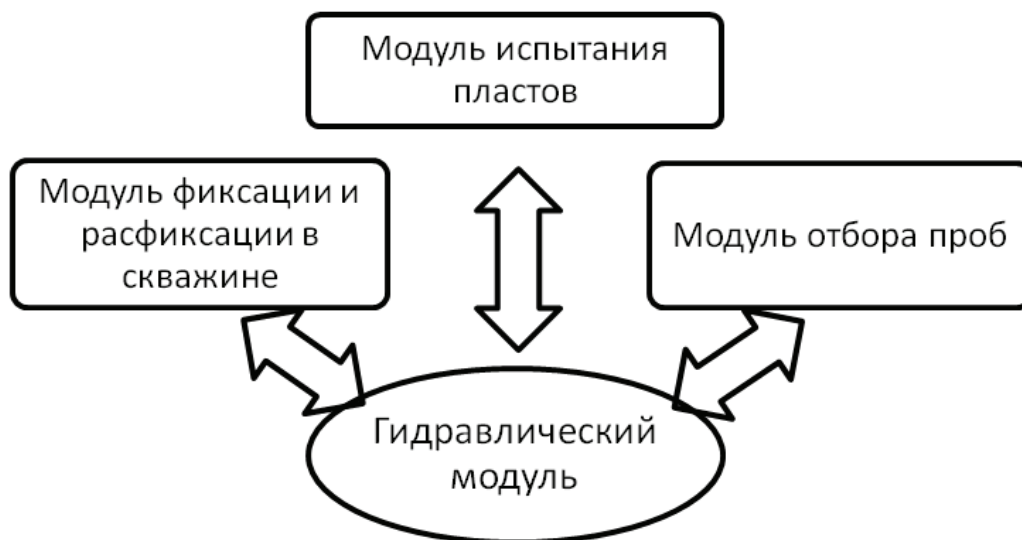 Модуль испытания
пластов
Модуль фиксации и
расфиксации в
скважине
Модуль отбора проб
Гидравлический
модуль